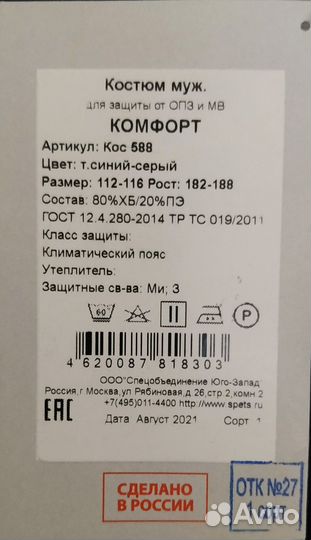 Костюм муж.
для защиты от ОПЗ и МВ
КОМФОРТ
Артикул: Кос 588
Цвет: т.синий-серый
Размер: 112-116 Рост: 182-188
Состав: 80%ХБ/20%ПЭ
ГОСТ 12.4.280-2014 ТР ТС 019/2011
Класс защиты:
Климатический пояс
Утеплитель:
Защитные св-ва: Ми; З
60 P
4 620087 818303
ООО"Спецобъединение Юго-Запад
Россия,г.Москва,ул.Рябиновая,д.26,стр.2,ком.2
+7(495)011-4400 http://www.spets.ru
ЕАС
Дата Август 2021 Сорт 1
СДЕЛАНО
В РОССИИ
ОТК №27
Avito